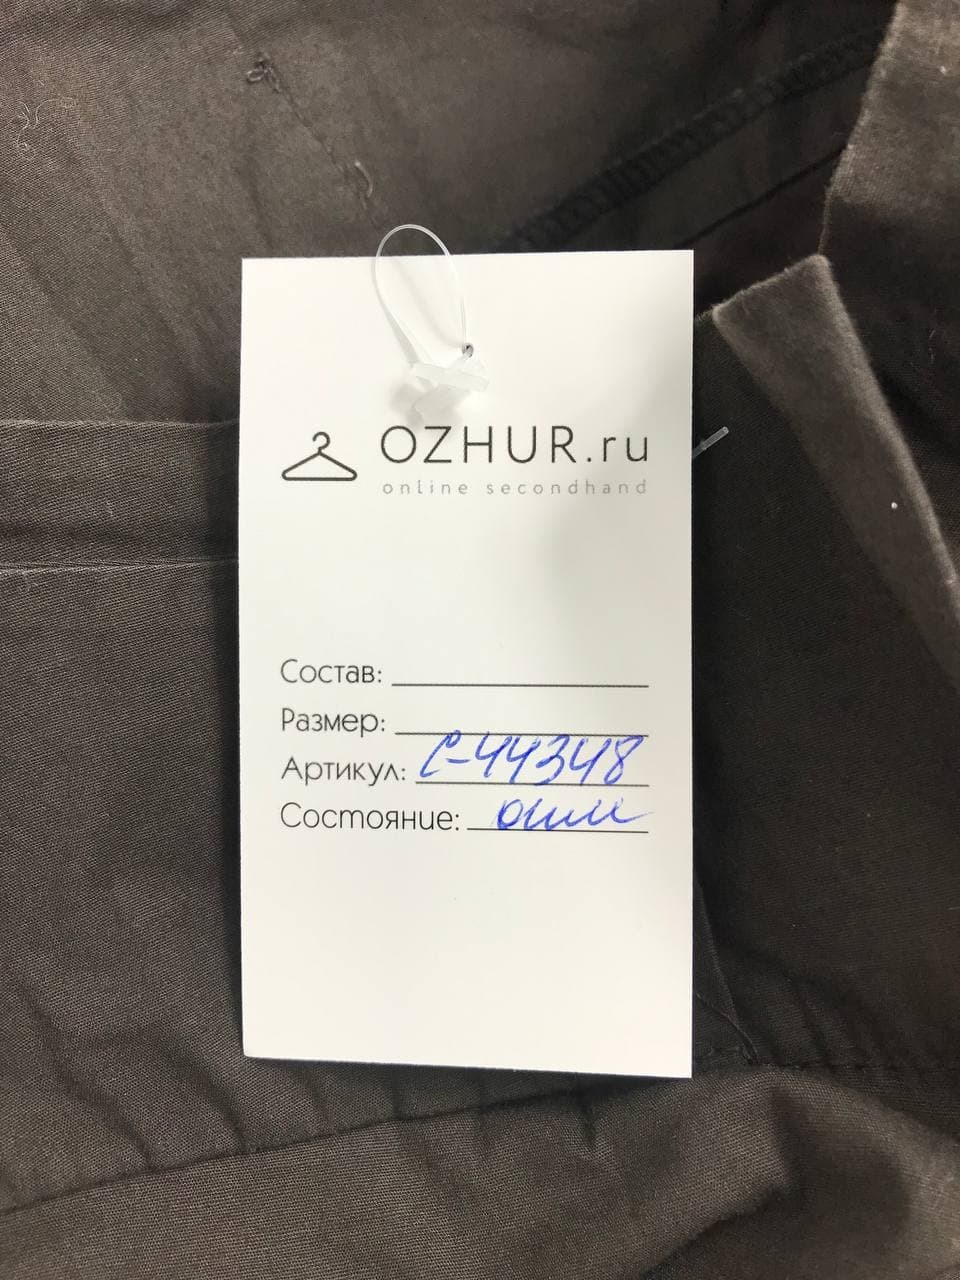 OZHUR.ru
online secondhand
Состав:
Размер:
Артикул: С-44348
Состояние: